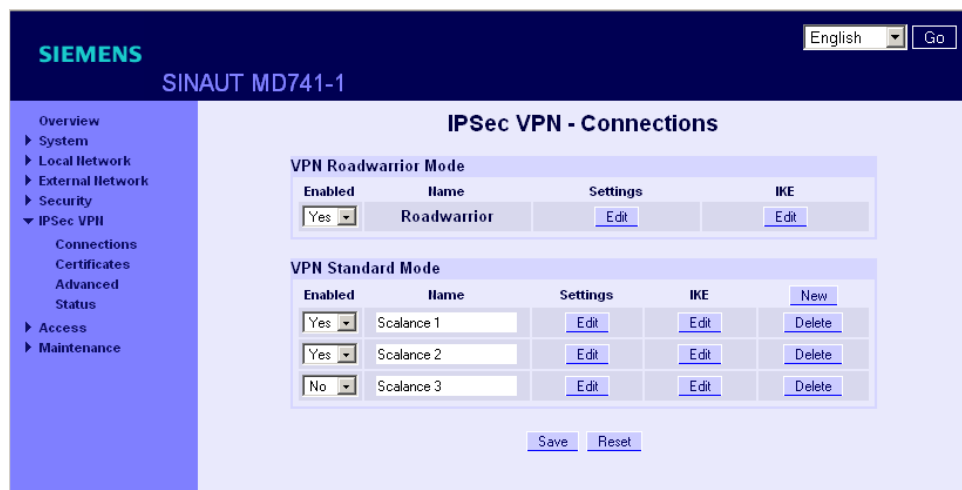 English Go
SIEMENS
SINAUT MD741-1
Overview
System
Local Network
External Network
Security
IPSec VPN
Connections
Certificates
Advanced
Status
Access
Maintenance
IPSec VPN - Connections
VPN Roadwarrior Mode
Enabled Name Settings IKE
Yes Roadwarrior Edit Edit
VPN Standard Mode
Enabled Name Settings IKE New
Yes Scalance 1 Edit Edit Delete
Yes Scalance 2 Edit Edit Delete
No Scalance 3 Edit Edit Delete
Save Reset